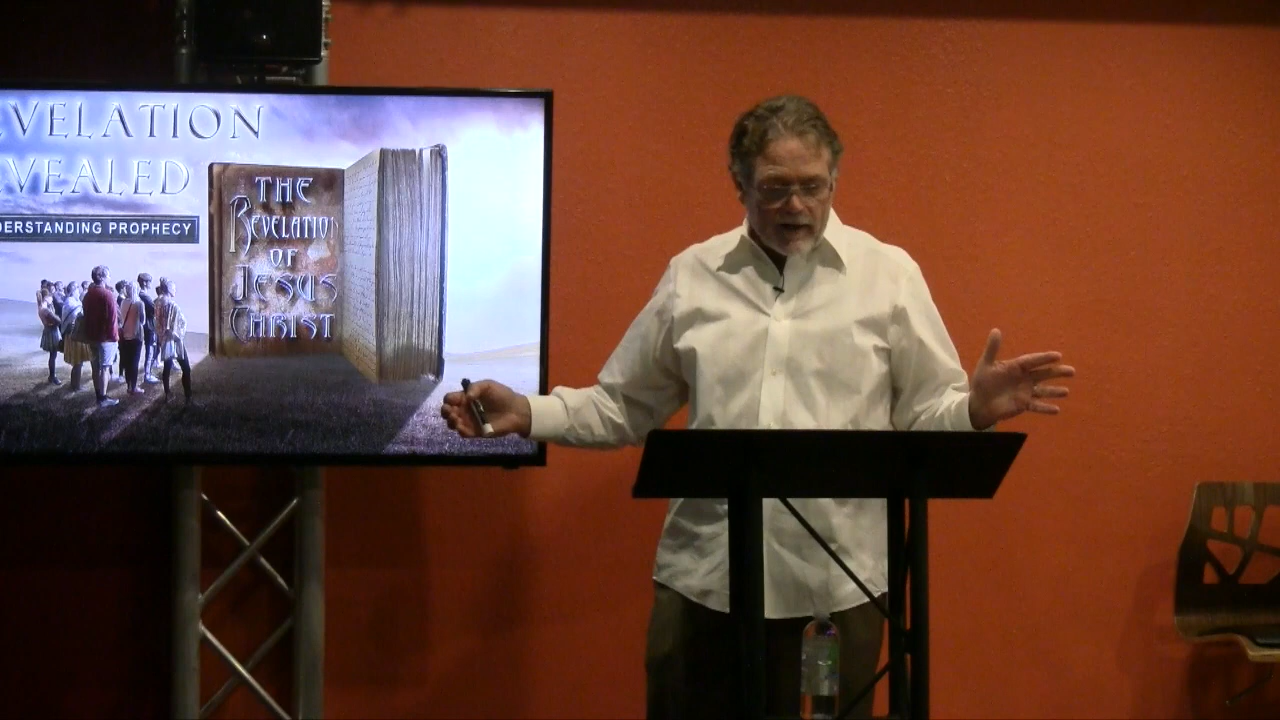 EVELATION
EVEALED
DERSTANDING PROPHECY
THE
REVELATION
OF
JESUS
CHRIST